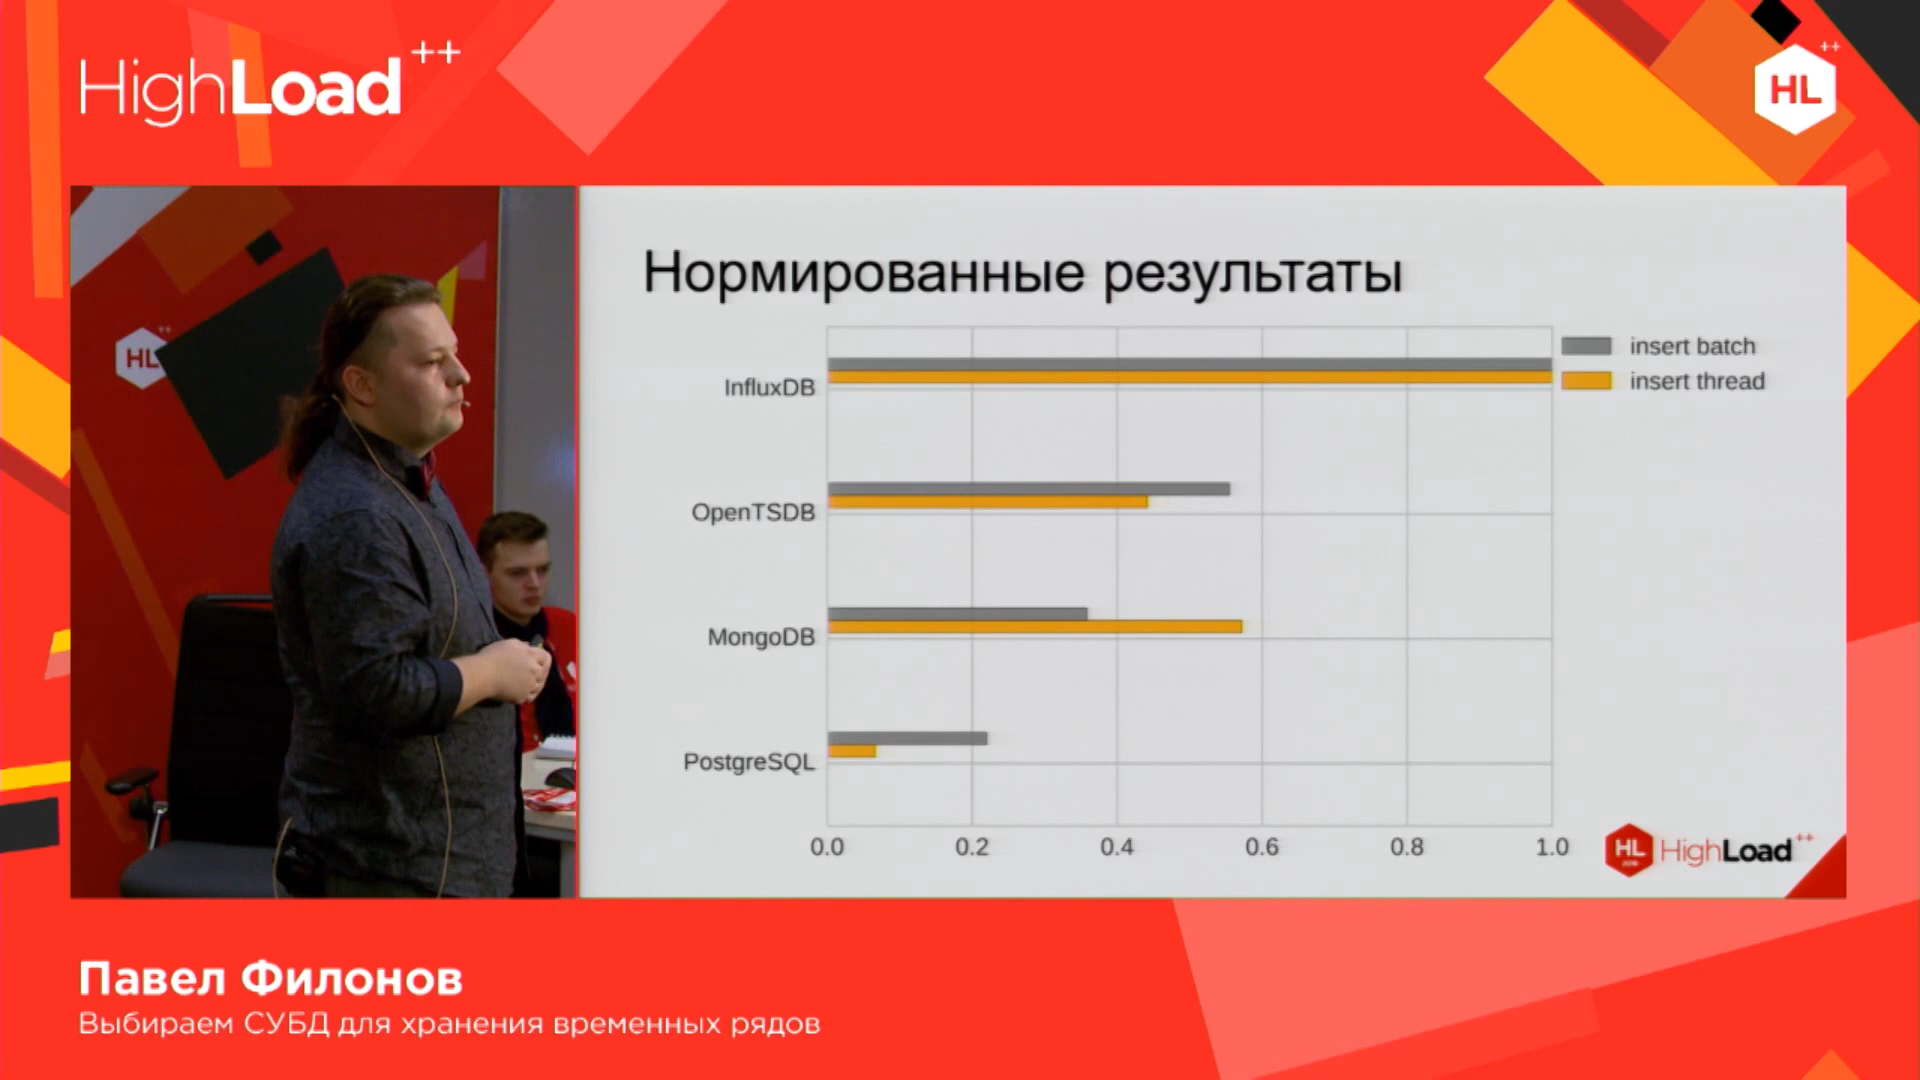 HighLoad++
HL++
HL++
Нормированные результаты
insert batch
insert thread
InfluxDB
OpenTSDB
MongoDB
PostgreSQL
0.0 0.2 0.4 0.6 0.8 1.0
HL HighLoad++
Павел Филонов
Выбираем СУБД для хранения временных рядов